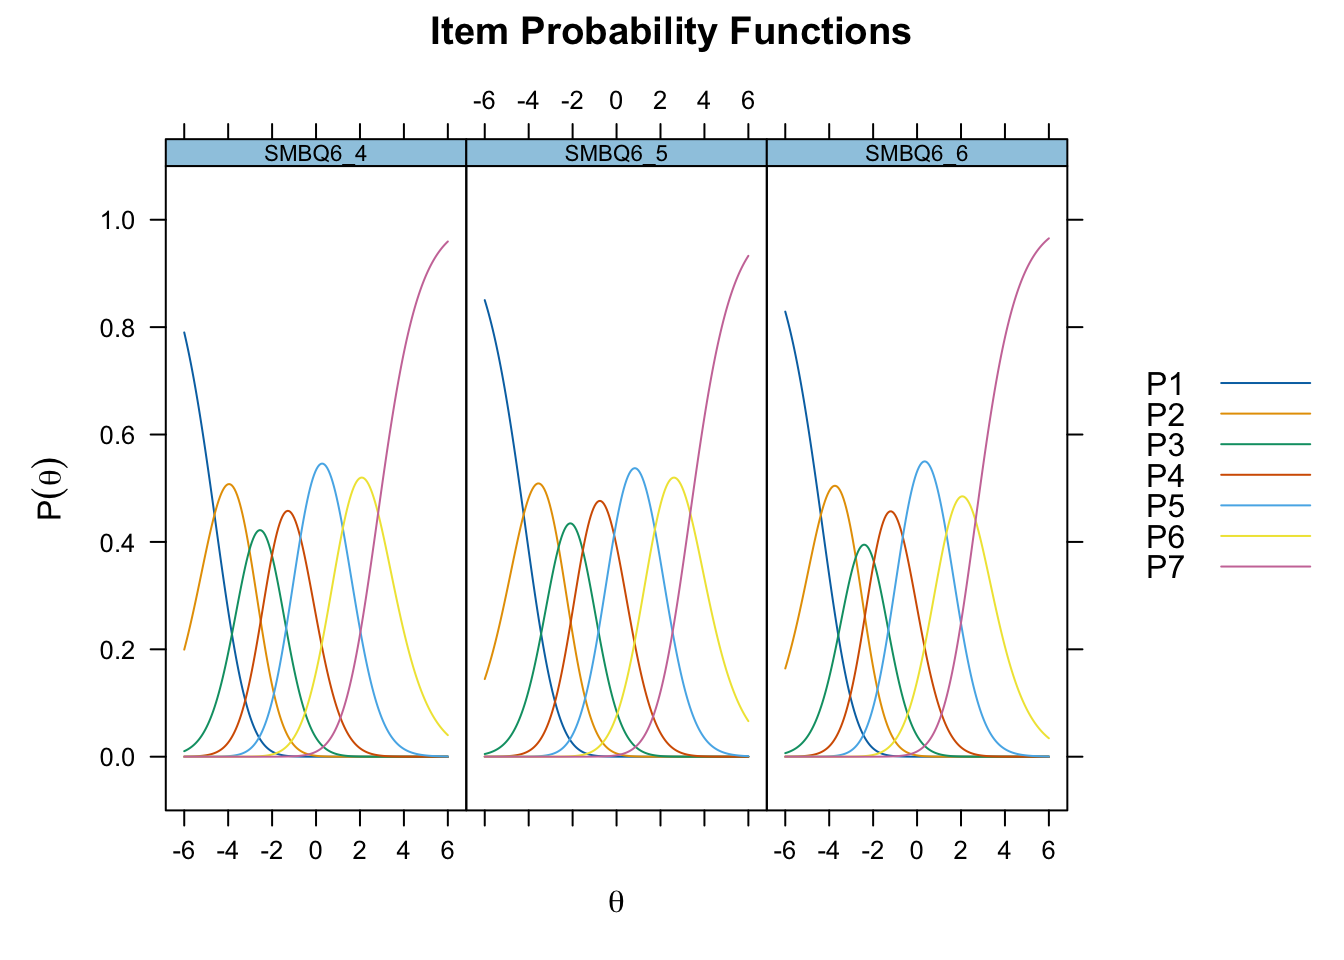 Item Probability Functions
-6 -4 -2 0 2 4 6
SMBQ6_4 SMBQ6_5 SMBQ6_6
1.0
0.8
0.6
0.4
0.2
0.0
P(θ)
P1
P2
P3
P4
P5
P6
P7
-6 -4 -2 0 2 4 6 -6 -4 -2 0 2 4 6
θ